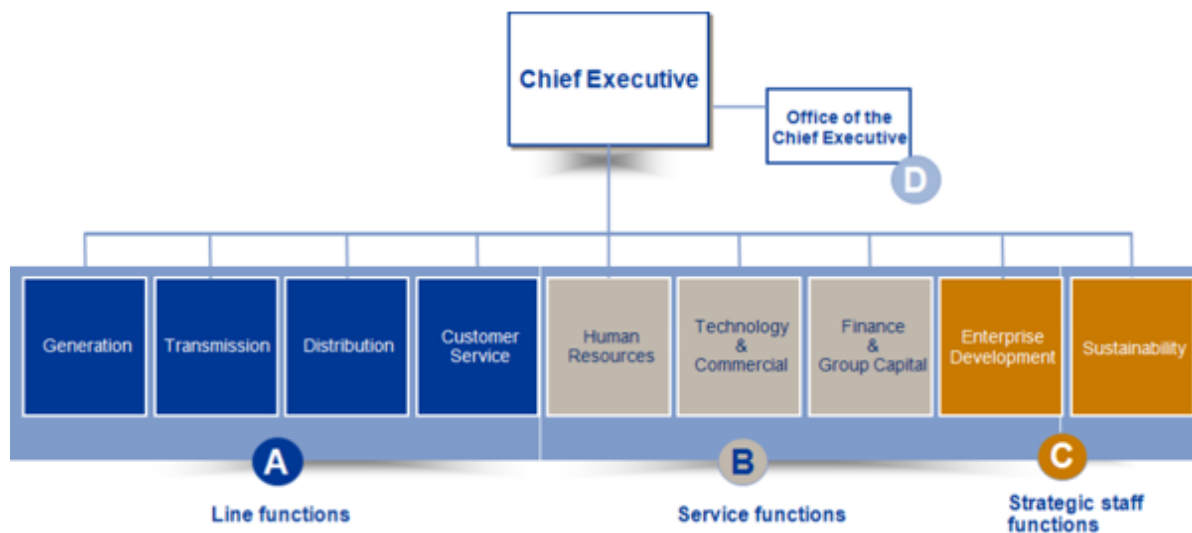 Chief Executive
Office of the
Chief Executive
D
Generation
Transmission
Distribution
Customer
Service
Human
Resources
Technology
&
Commercial
Finance
&
Group Capital
Enterprise
Development
Sustainability
A
B
C
Line functions
Service functions
Strategic staff
functions